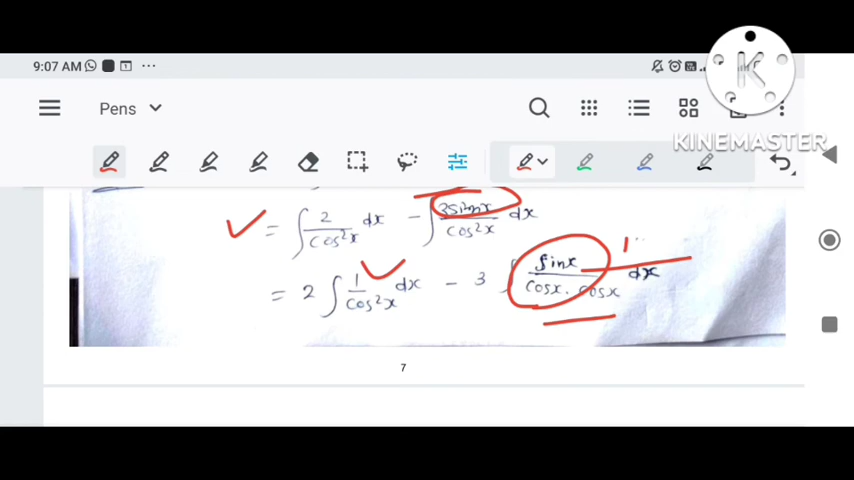 9:07 AM
Pens
KINEMASTER
= ∫ 2/cos²x dx - ∫ 3sinx/cos²x dx
= 2 ∫ 1/cos²x dx - 3 ∫ sinx/cosx . cosx dx
1
7